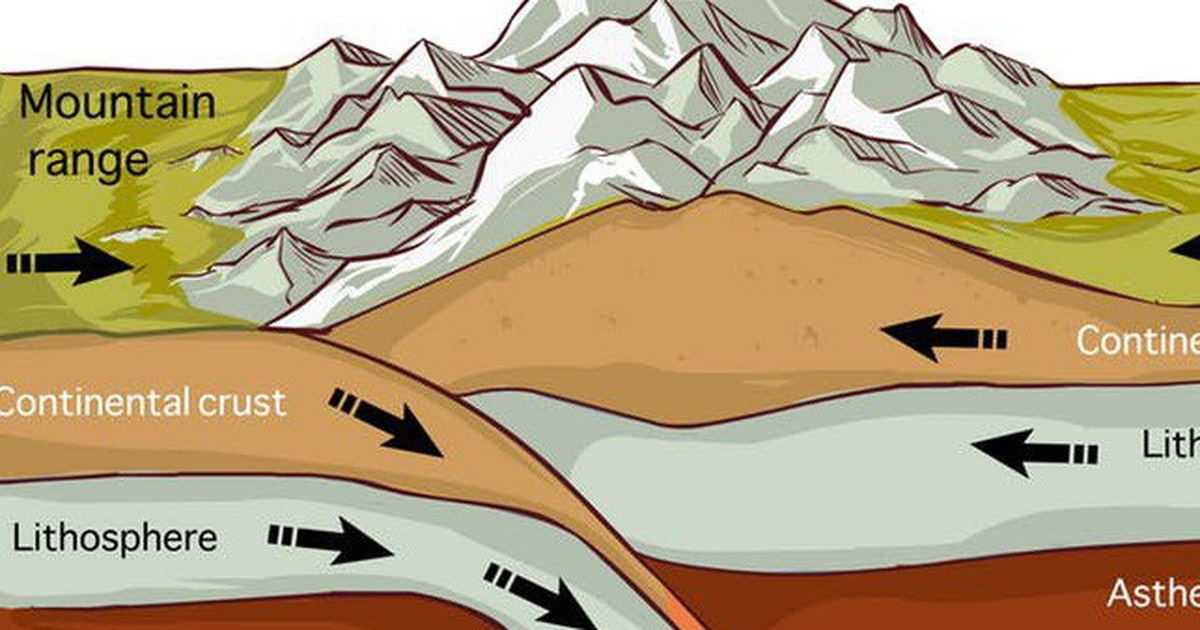 Mountain
range
Contine
Continental crust
Lith
Lithosphere
Asthe